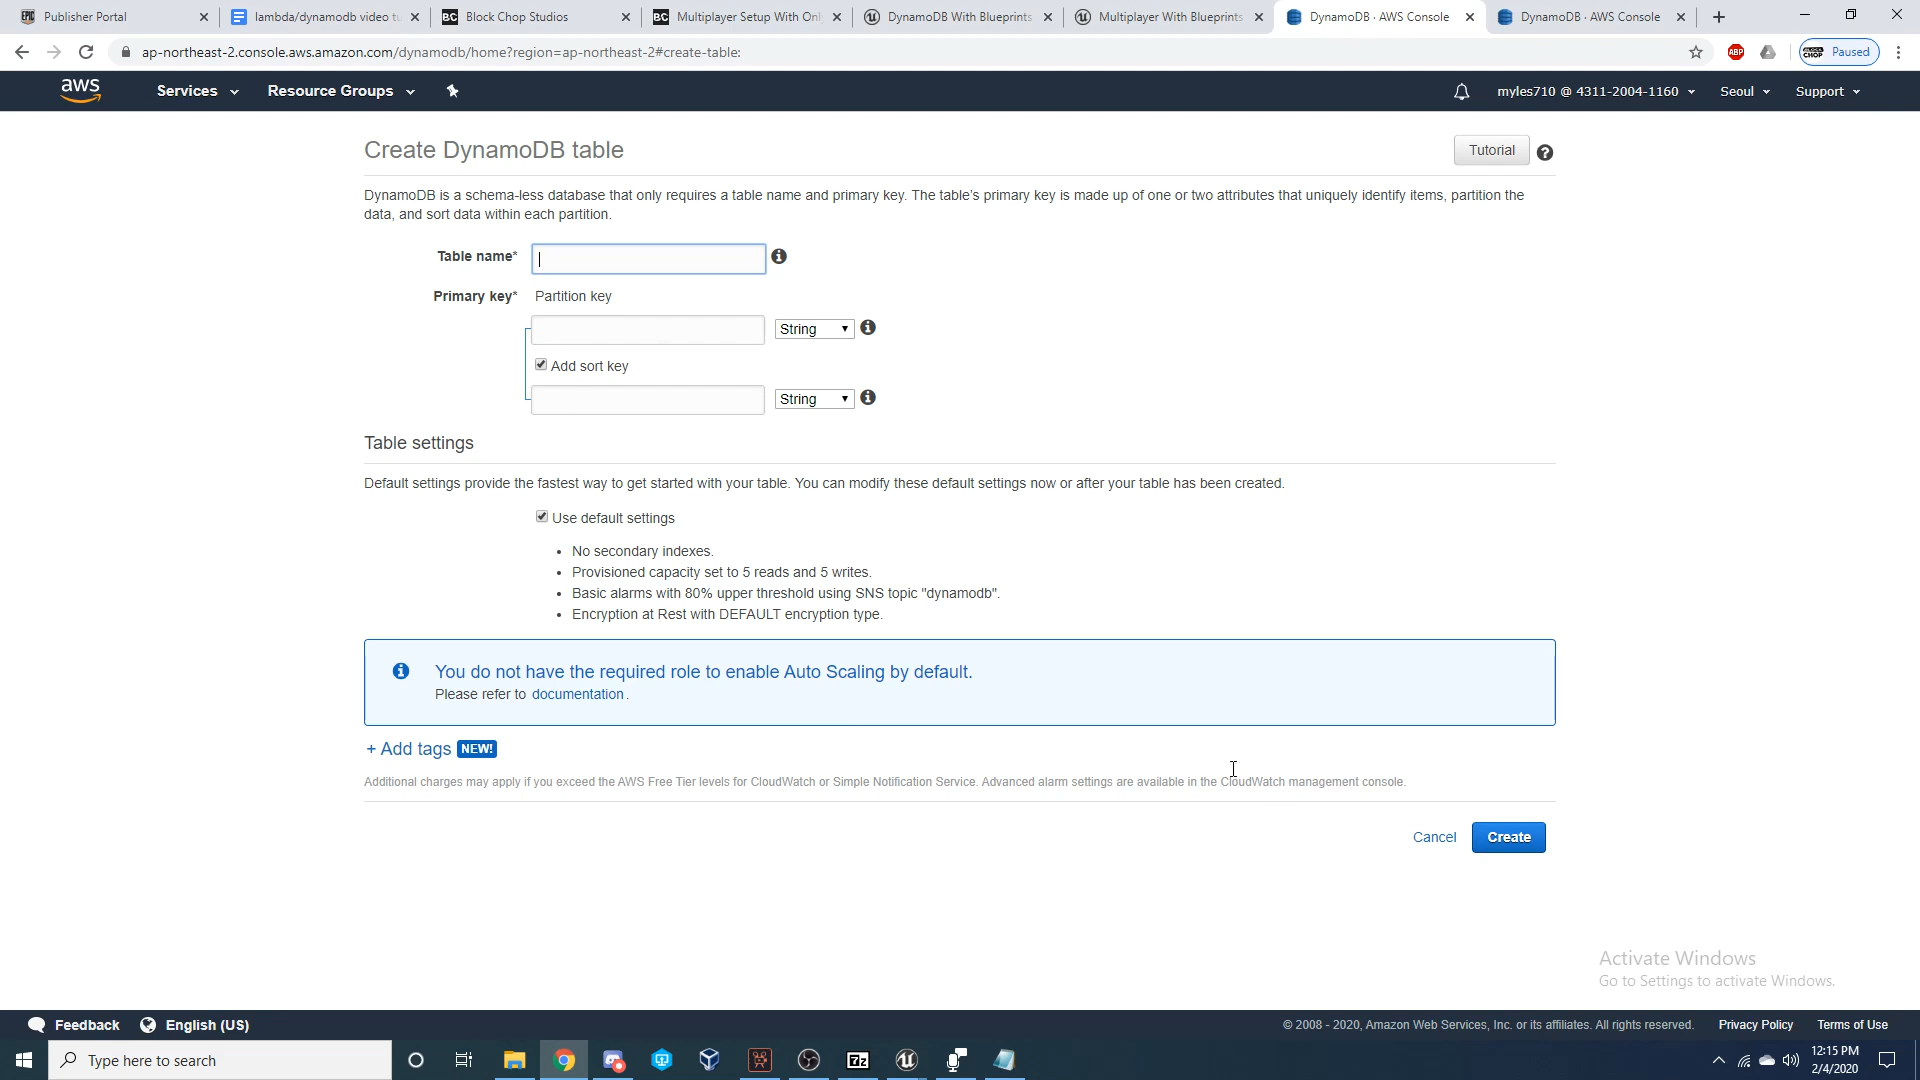 Publisher Portal
lambda/dynamodb video tu
BC Block Chop Studios
BC Multiplayer Setup With Onl
DynamoDB With Blueprints
Multiplayer With Blueprints
DynamoDB · AWS Console
DynamoDB · AWS Console
ap-northeast-2.console.aws.amazon.com/dynamodb/home?region=ap-northeast-2#create-table:
ABP
Paused
aws
Services
Resource Groups
myles710 @ 4311-2004-1160
Seoul
Support
Create DynamoDB table
Tutorial
DynamoDB is a schema-less database that only requires a table name and primary key. The table's primary key is made up of one or two attributes that uniquely identify items, partition the
data, and sort data within each partition.
Table name*
Primary key* Partition key
String
Add sort key
String
Table settings
Default settings provide the fastest way to get started with your table. You can modify these default settings now or after your table has been created.
Use default settings
• No secondary indexes.
• Provisioned capacity set to 5 reads and 5 writes.
• Basic alarms with 80% upper threshold using SNS topic "dynamodb".
• Encryption at Rest with DEFAULT encryption type.
You do not have the required role to enable Auto Scaling by default.
Please refer to documentation.
+ Add tags NEW!
Additional charges may apply if you exceed the AWS Free Tier levels for CloudWatch or Simple Notification Service. Advanced alarm settings are available in the CloudWatch management console.
Cancel
Create
Activate Windows
Go to Settings to activate Windows.
Feedback
English (US)
© 2008 - 2020, Amazon Web Services, Inc. or its affiliates. All rights reserved.
Privacy Policy
Terms of Use
Type here to search
7z
12:15 PM
2/4/2020